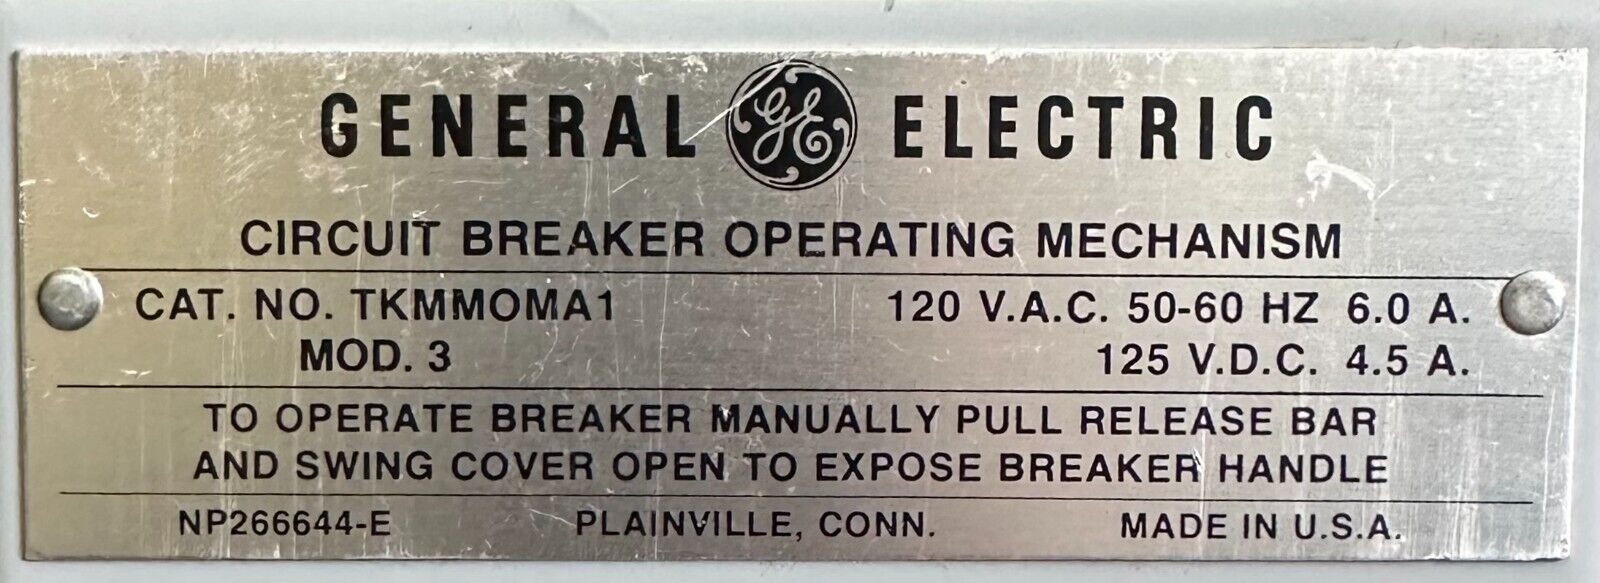 GENERAL GE ELECTRIC
CIRCUIT BREAKER OPERATING MECHANISM
CAT. NO. TKMMOMA1 120 V.A.C. 50-60 HZ 6.0 A.
MOD. 3 125 V.D.C. 4.5 A.
TO OPERATE BREAKER MANUALLY PULL RELEASE BAR
AND SWING COVER OPEN TO EXPOSE BREAKER HANDLE
NP266644-E PLAINVILLE, CONN. MADE IN U.S.A.